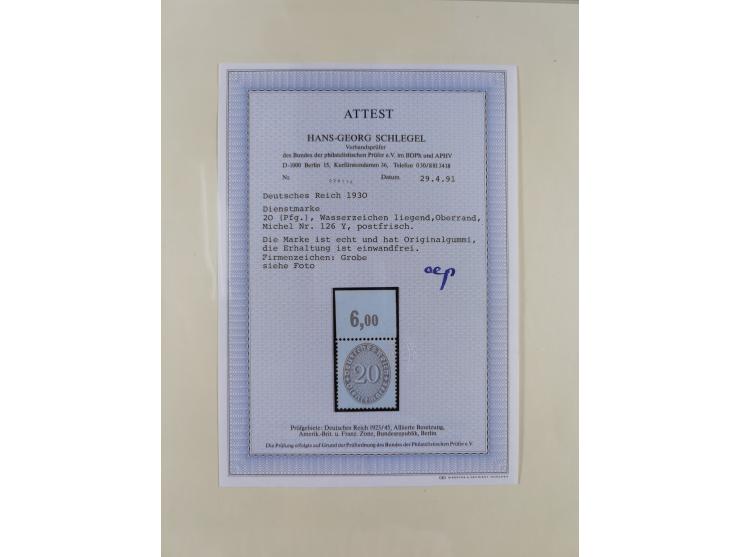 ATTEST
HANS-GEORG SCHLEGEL
Verbandsprüfer
des Bundes der philatelistischen Prüfer e.V. im BDPh und APHV
D-1000 Berlin 15, Kurfürstendamm 36, Telefon 030/8813418
Nr. Datum 29.4.91
Deutsches Reich 1930
Dienstmarke
20 (Pfg.), Wasserzeichen liegend,Oberrand,
Michel Nr. 126 Y, postfrisch.
Die Marke ist echt und hat Originalgummi,
die Erhaltung ist einwandfrei.
Firmenzeichen: Grobe
siehe Foto
6,00
20
Prüfgebiete: Deutsches Reich 1923/45, Alliierte Besetzung,
Amerik.-Brit. u. Franz. Zone, Bundesrepublik, Berlin.
Die Prüfung erfolgte auf Grund der Prüfordnung des Bundes der Philatelistischen Prüfer e.V.